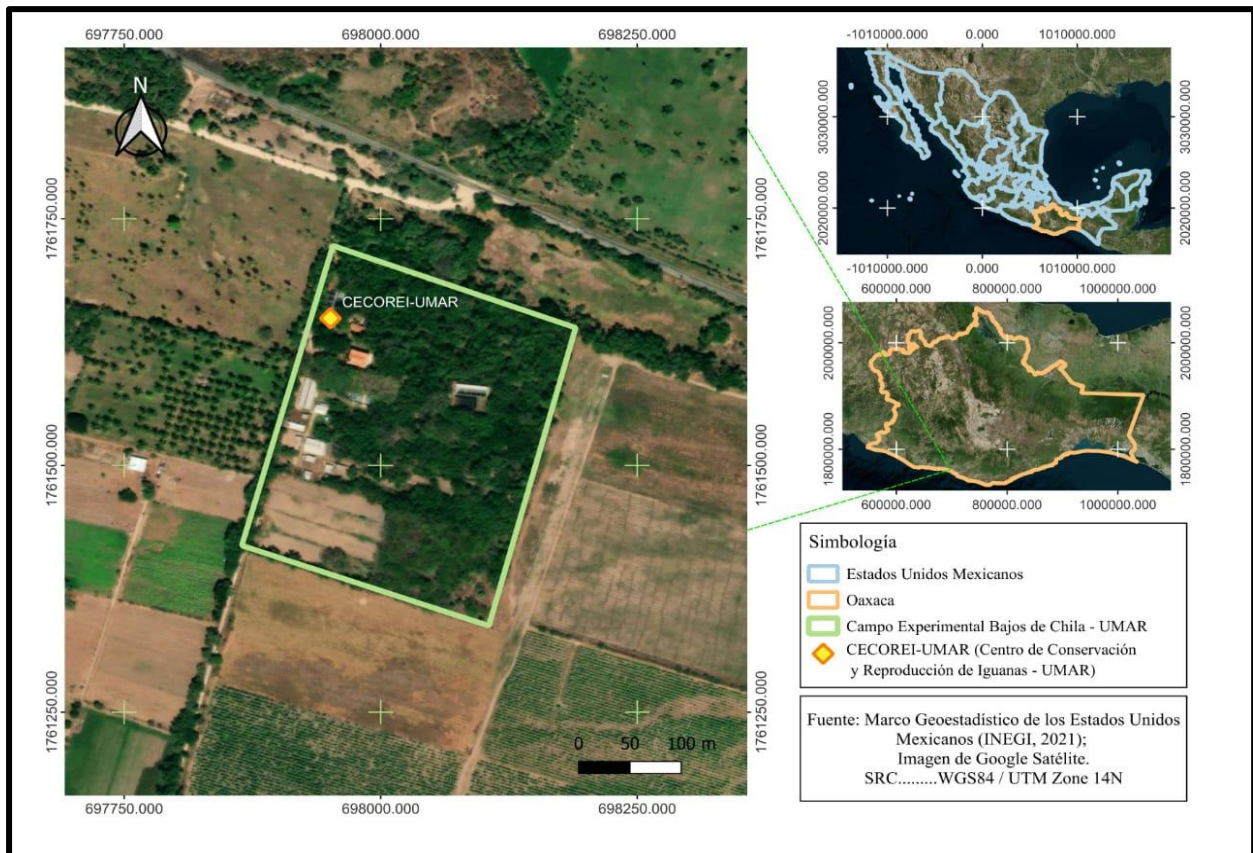 697750.000 698000.000 698250.000
N
1761750.000 1761750.000
CECOREI-UMAR
1761500.000 1761500.000
1761250.000 1761250.000
0 50 100 m
697750.000 698000.000 698250.000
-1010000.000 0.000 1010000.000
3030000.000 3030000.000
2020000.000 2020000.000
-1010000.000 0.000 1010000.000
600000.000 800000.000 1000000.000
2000000.000 2000000.000
1800000.000 1800000.000
600000.000 800000.000 1000000.000
Simbología
Estados Unidos Mexicanos
Oaxaca
Campo Experimental Bajos de Chila - UMAR
CECOREI-UMAR (Centro de Conservación
y Reproducción de Iguanas - UMAR)
Fuente: Marco Geoestadístico de los Estados Unidos
Mexicanos (INEGI, 2021);
Imagen de Google Satélite.
SRC.........WGS84 / UTM Zone 14N